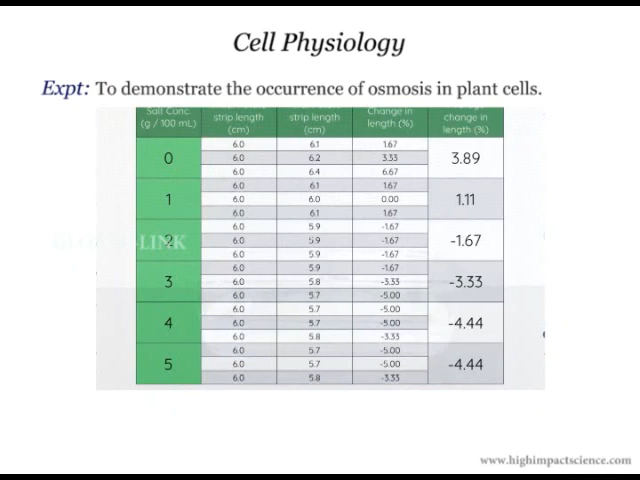 Cell Physiology
Expt: To demonstrate the occurrence of osmosis in plant cells.
Salt Conc. strip length strip length Change in change in
(g / 100 mL) (cm) (cm) length (%) length (%)
0 6.0 6.1 1.67 3.89
6.0 6.2 3.33
6.0 6.4 6.67
1 6.0 6.1 1.67 1.11
6.0 6.0 0.00
6.0 6.1 1.67
2 6.0 5.9 -1.67 -1.67
6.0 5.9 -1.67
6.0 5.9 -1.67
3 6.0 5.9 -1.67 -3.33
6.0 5.8 -3.33
6.0 5.7 -5.00
4 6.0 5.7 -5.00 -4.44
6.0 5.7 -5.00
6.0 5.8 -3.33
5 6.0 5.7 -5.00 -4.44
6.0 5.7 -5.00
6.0 5.8 -3.33
LINK
www.highimpactscience.com